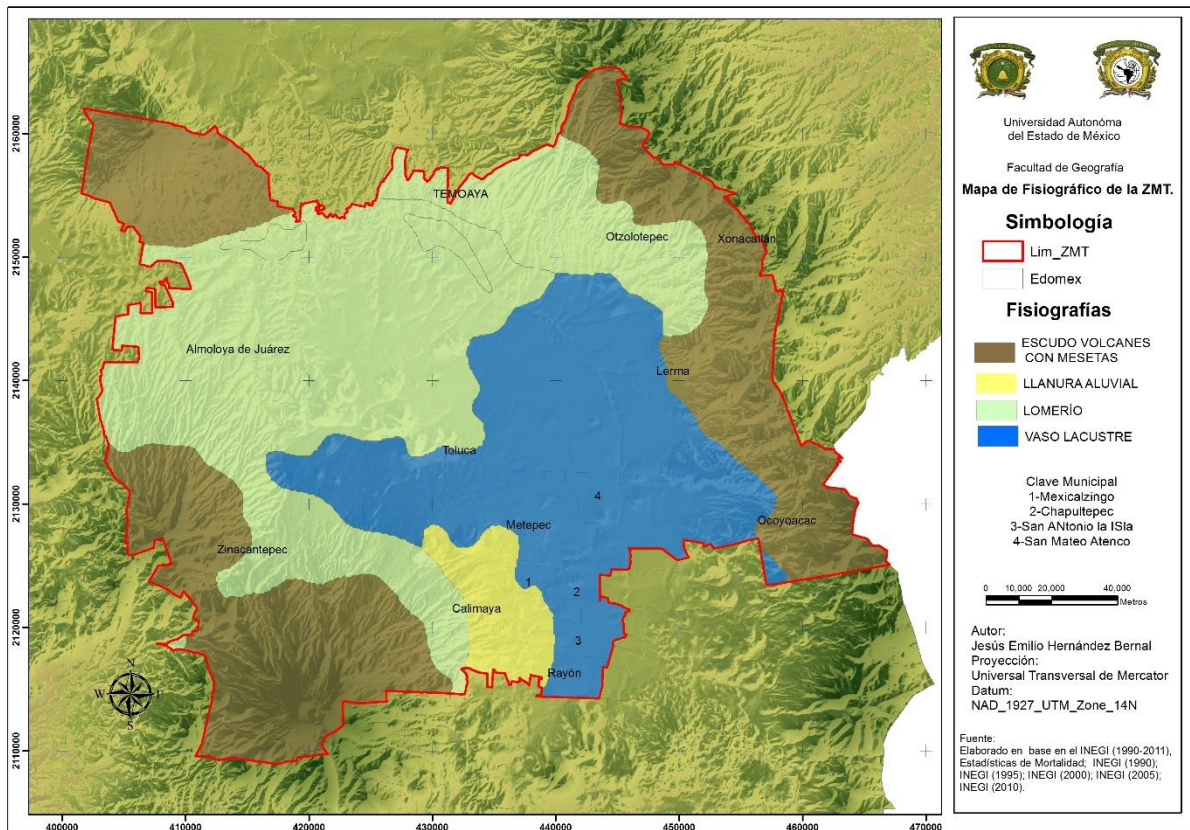 TEMOAYA
Otzolotepec
Xonacatlán
Almoloya de Juárez
Lerma
Toluca
4
Metepec
Ocoyoacac
Zinacantepec
1
2
Calimaya
3
Rayón
N
W
E
S
2160000
2150000
2140000
2130000
2120000
2110000
400000 410000 420000 430000 440000 450000 460000 470000
Universidad Autonóma
del Estado de México
Facultad de Geografía
Mapa de Fisiográfico de la ZMT.
Simbología
Lim_ZMT
Edomex
Fisiografías
ESCUDO VOLCANES
CON MESETAS
LLANURA ALUVIAL
LOMERÍO
VASO LACUSTRE
Clave Municipal
1-Mexicalzingo
2-Chapultepec
3-San ANtonio la ISla
4-San Mateo Atenco
0 10,000 20,000 40,000
Metros
Autor:
Jesús Emilio Hernández Bernal
Proyección:
Universal Transversal de Mercator
Datum:
NAD_1927_UTM_Zone_14N
Fuente:
Elaborado en base en el INEGI (1990-2011),
Estadísticas de Mortalidad; INEGI (1990);
INEGI (1995); INEGI (2000); INEGI (2005);
INEGI (2010).